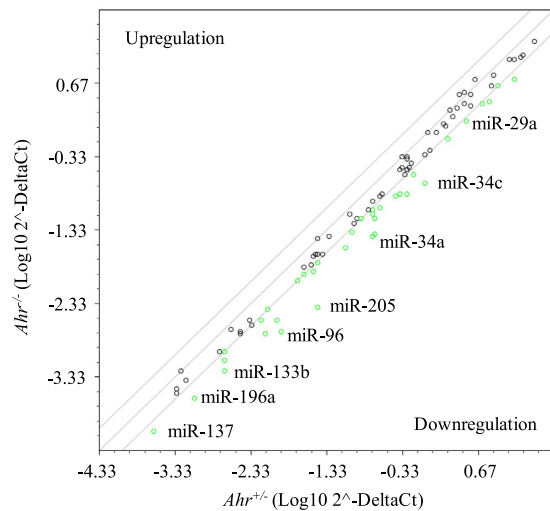 Upregulation
0.67
miR-29a
-0.33
miR-34c
-1.33
miR-34a
-2.33
miR-205
miR-96
-3.33
miR-133b
miR-196a
Downregulation
miR-137
-4.33 -3.33 -2.33 -1.33 -0.33 0.67
Ahr+/- (Log10 2^-DeltaCt)
Ahr-/- (Log10 2^-DeltaCt)